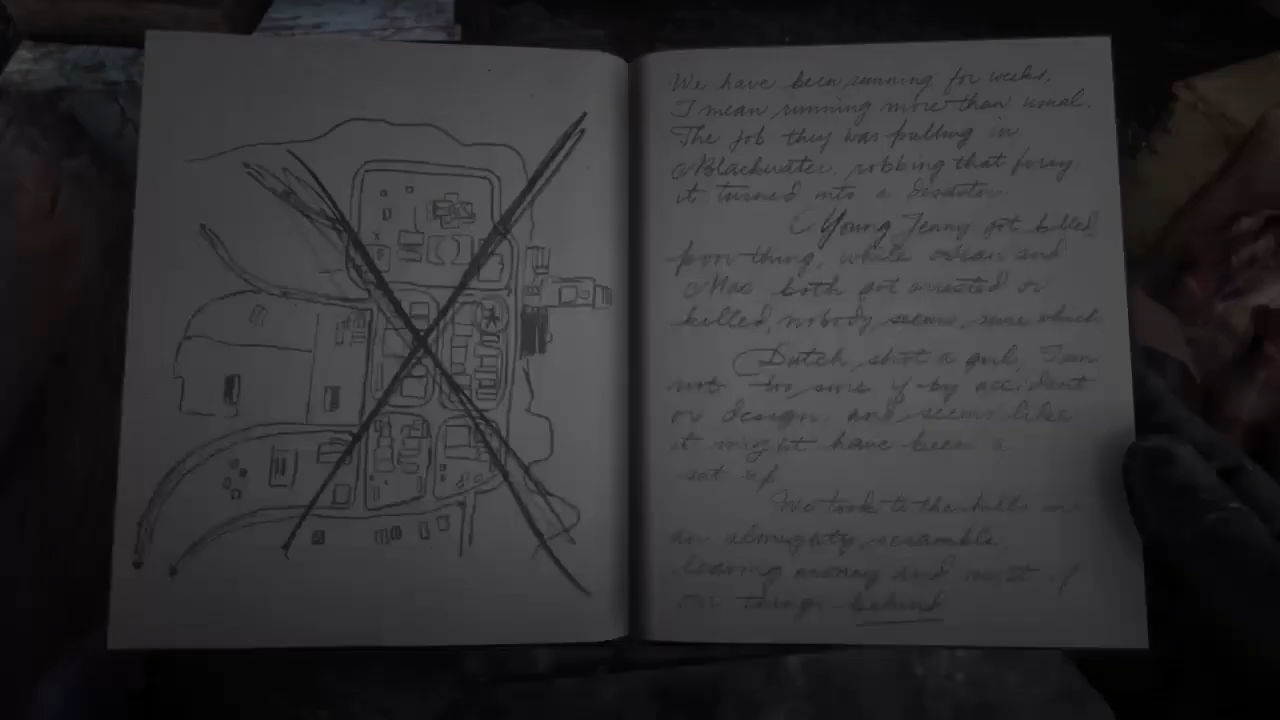 We have been running for weeks,
I mean running more than usual.
The job they was pulling in
Blackwater, robbing that ferry
it turned into a disaster.
Young Jenny got killed
poor thing, while and
Mac both got arrested or
killed, nobody seems sure which
Dutch shot a girl, I am
not too sure if by accident
or design, and seems like
it might have been a
set up
We took to the hills in
an almighty scramble
leaving money and most of
our things behind